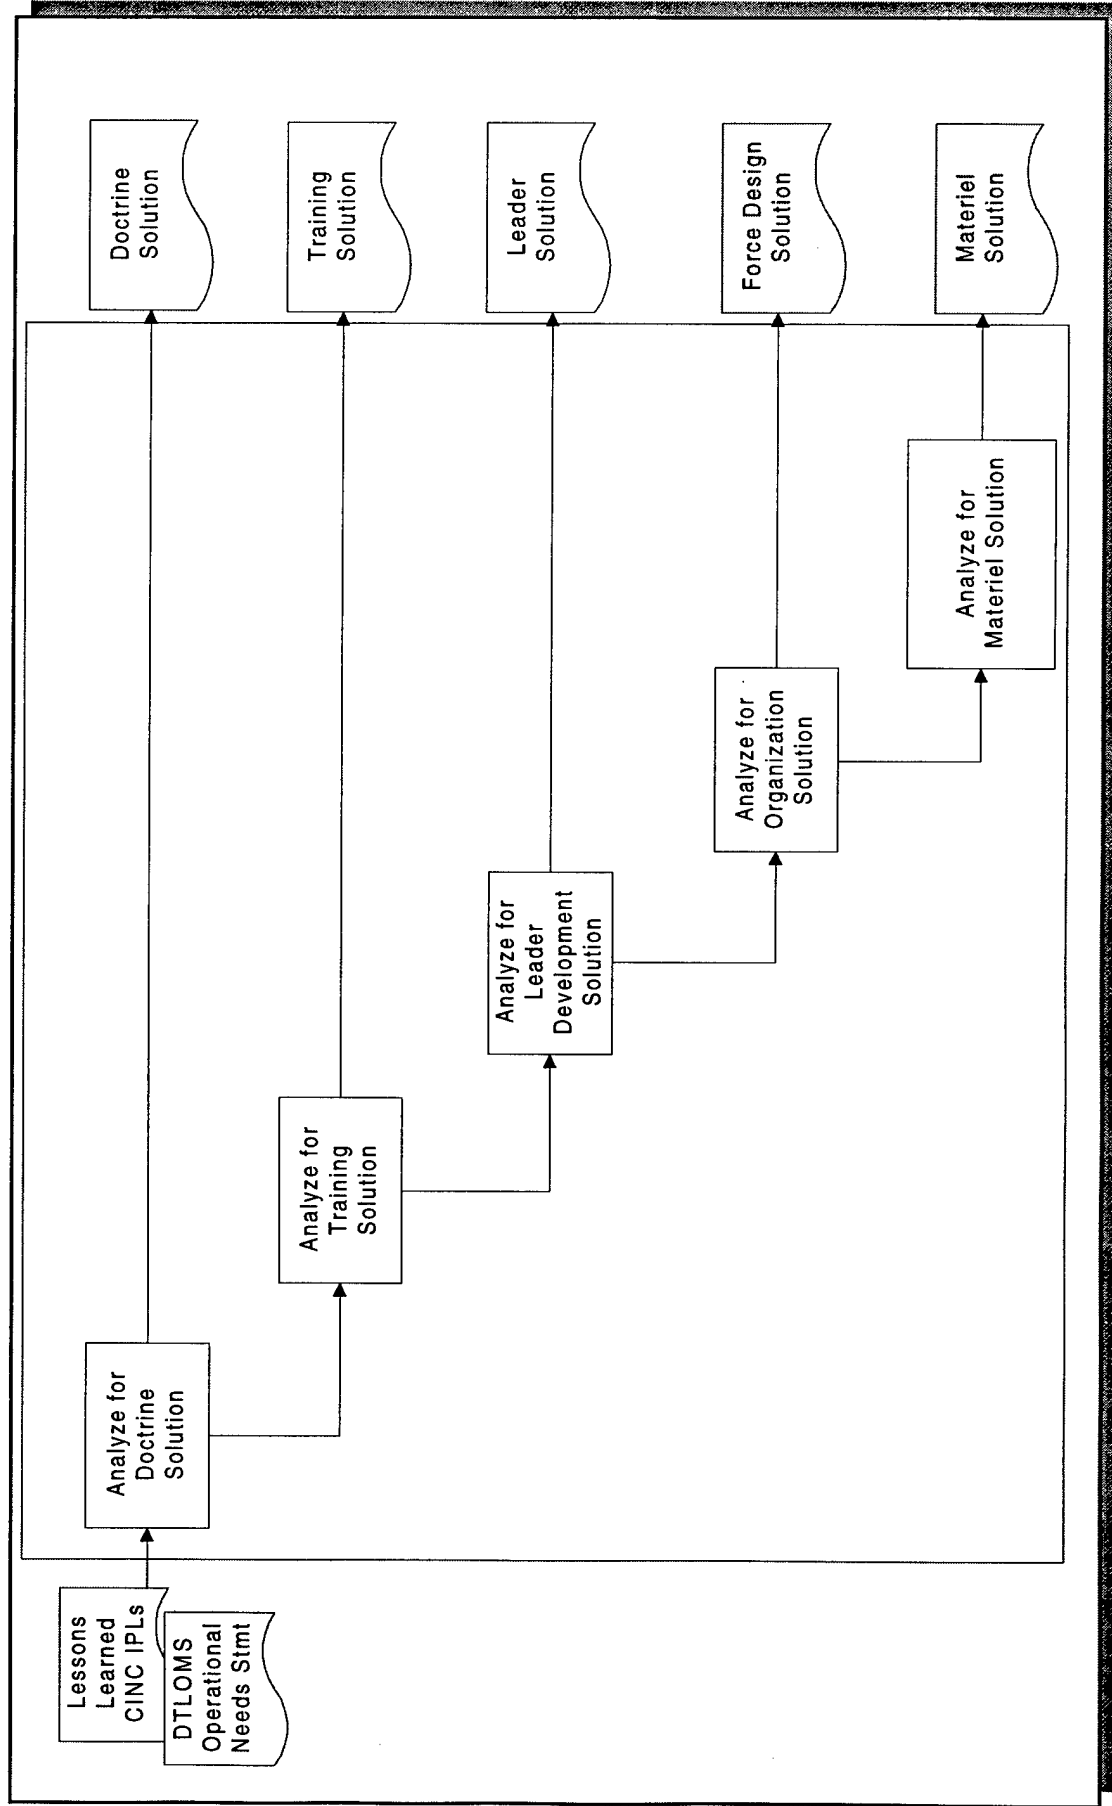 Lessons
Learned
CINC IPLs
DTLOMS
Operational
Needs Stmt
Analyze for
Doctrine
Solution
Analyze for
Training
Solution
Analyze for
Leader
Development
Solution
Analyze for
Organization
Solution
Analyze for
Materiel Solution
Doctrine
Solution
Training
Solution
Leader
Solution
Force Design
Solution
Materiel
Solution